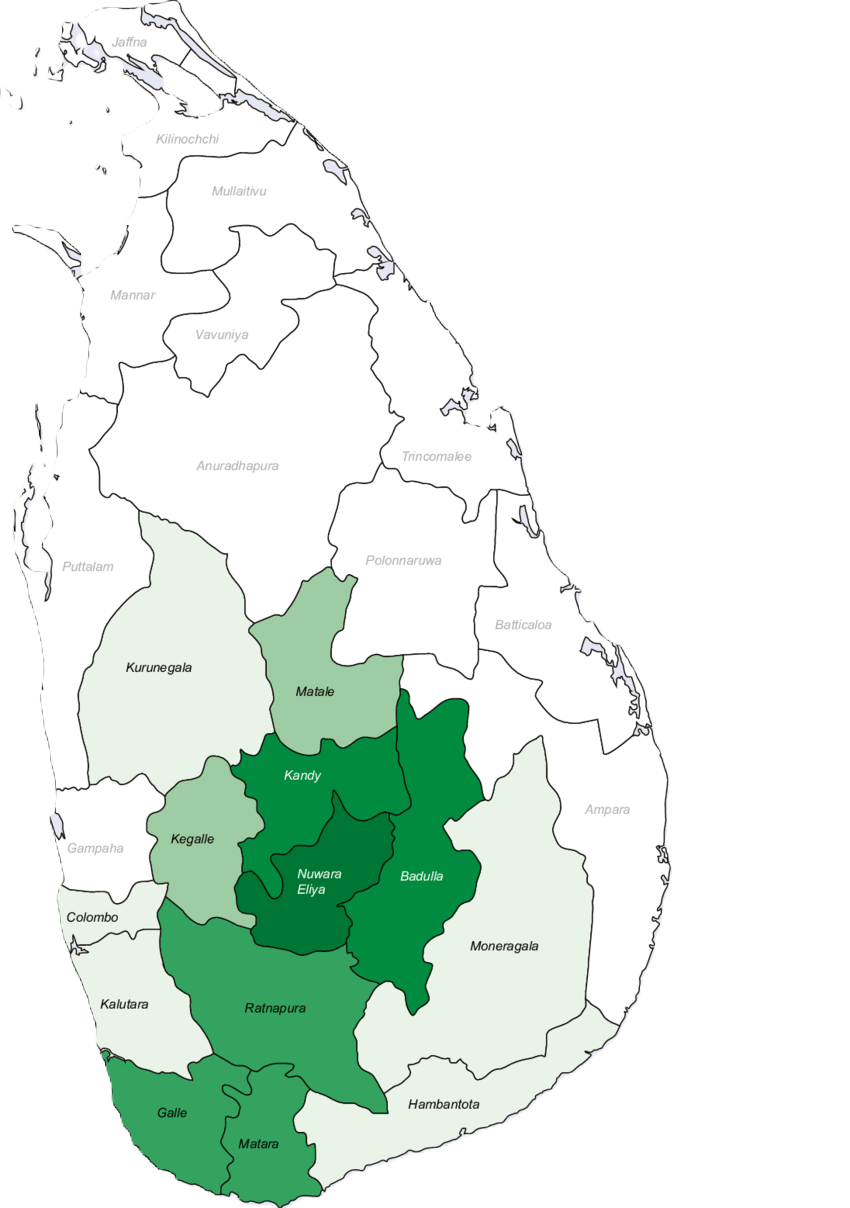 Jaffna
Kilinochchi
Mullaitivu
Mannar
Vavuniya
Anuradhapura
Trincomalee
Puttalam
Polonnaruwa
Batticaloa
Kurunegala
Matale
Kandy
Ampara
Gampaha
Kegalle
Nuwara
Eliya
Badulla
Colombo
Moneragala
Kalutara
Ratnapura
Galle
Hambantota
Matara